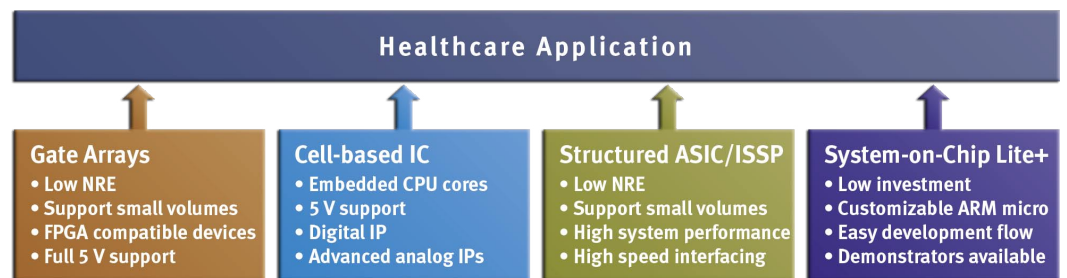 Healthcare Application
Gate Arrays
• Low NRE
• Support small volumes
• FPGA compatible devices
• Full 5 V support
Cell-based IC
• Embedded CPU cores
• 5 V support
• Digital IP
• Advanced analog IPs
Structured ASIC/ISSP
• Low NRE
• Support small volumes
• High system performance
• High speed interfacing
System-on-Chip Lite+
• Low investment
• Customizable ARM micro
• Easy development flow
• Demonstrators available